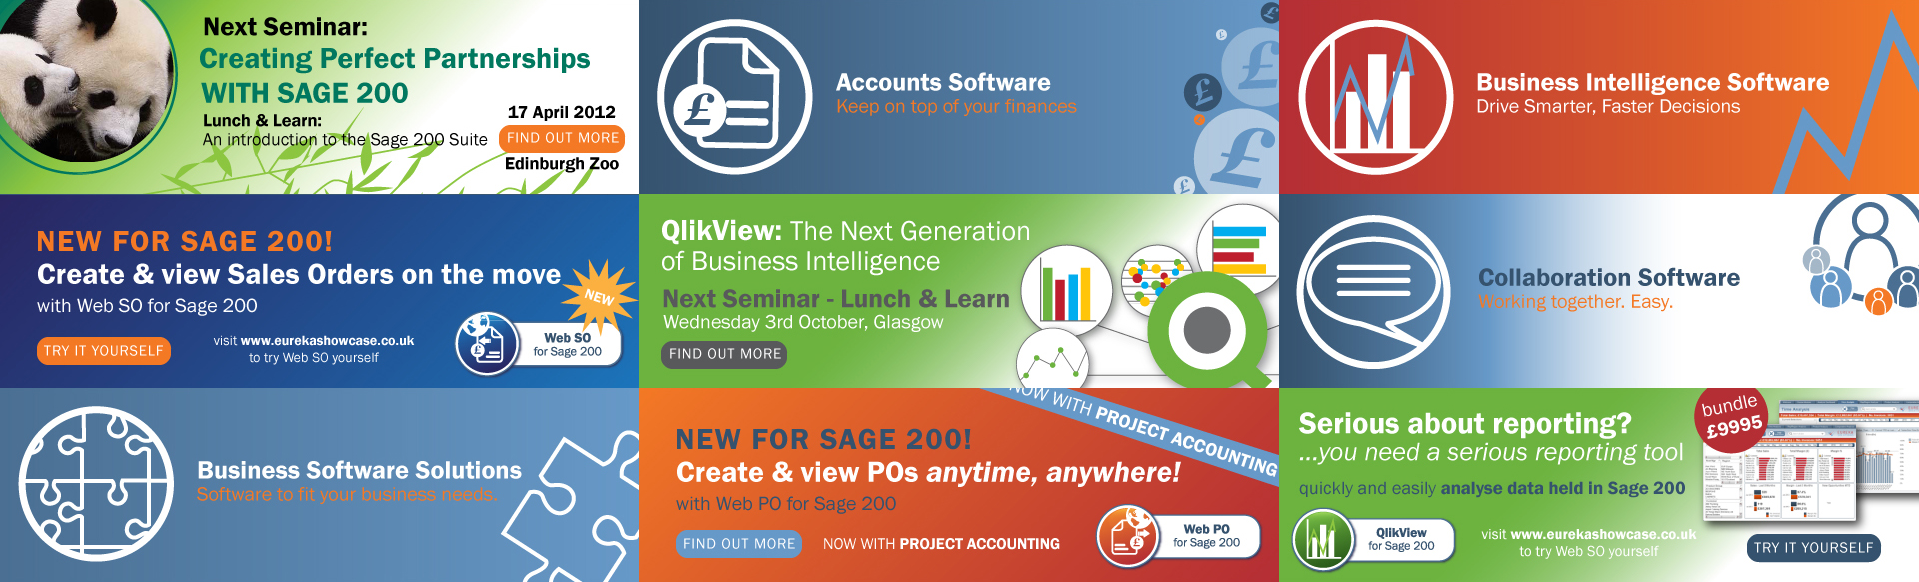 Next Seminar:
Creating Perfect Partnerships
WITH SAGE 200
Lunch & Learn:
An introduction to the Sage 200 Suite
17 April 2012
FIND OUT MORE
Edinburgh Zoo
Accounts Software
Keep on top of your finances
£
£
£
£
£
Business Intelligence Software
Drive Smarter, Faster Decisions
NEW FOR SAGE 200!
Create & view Sales Orders on the move
with Web SO for Sage 200
NEW
TRY IT YOURSELF
visit www.eurekashowcase.co.uk
to try Web SO yourself
Web SO
for Sage 200
QlikView: The Next Generation
of Business Intelligence
Next Seminar - Lunch & Learn
Wednesday 3rd October, Glasgow
FIND OUT MORE
Collaboration Software
Working together. Easy.
Business Software Solutions
Software to fit your business needs.
NOW WITH PROJECT ACCOUNTING
NEW FOR SAGE 200!
Create & view POs anytime, anywhere!
with Web PO for Sage 200
FIND OUT MORE
NOW WITH PROJECT ACCOUNTING
Web PO
for Sage 200
Serious about reporting?
...you need a serious reporting tool
quickly and easily analyse data held in Sage 200
bundle
£9995
QlikView
for Sage 200
visit www.eurekashowcase.co.uk
to try Web SO yourself
TRY IT YOURSELF